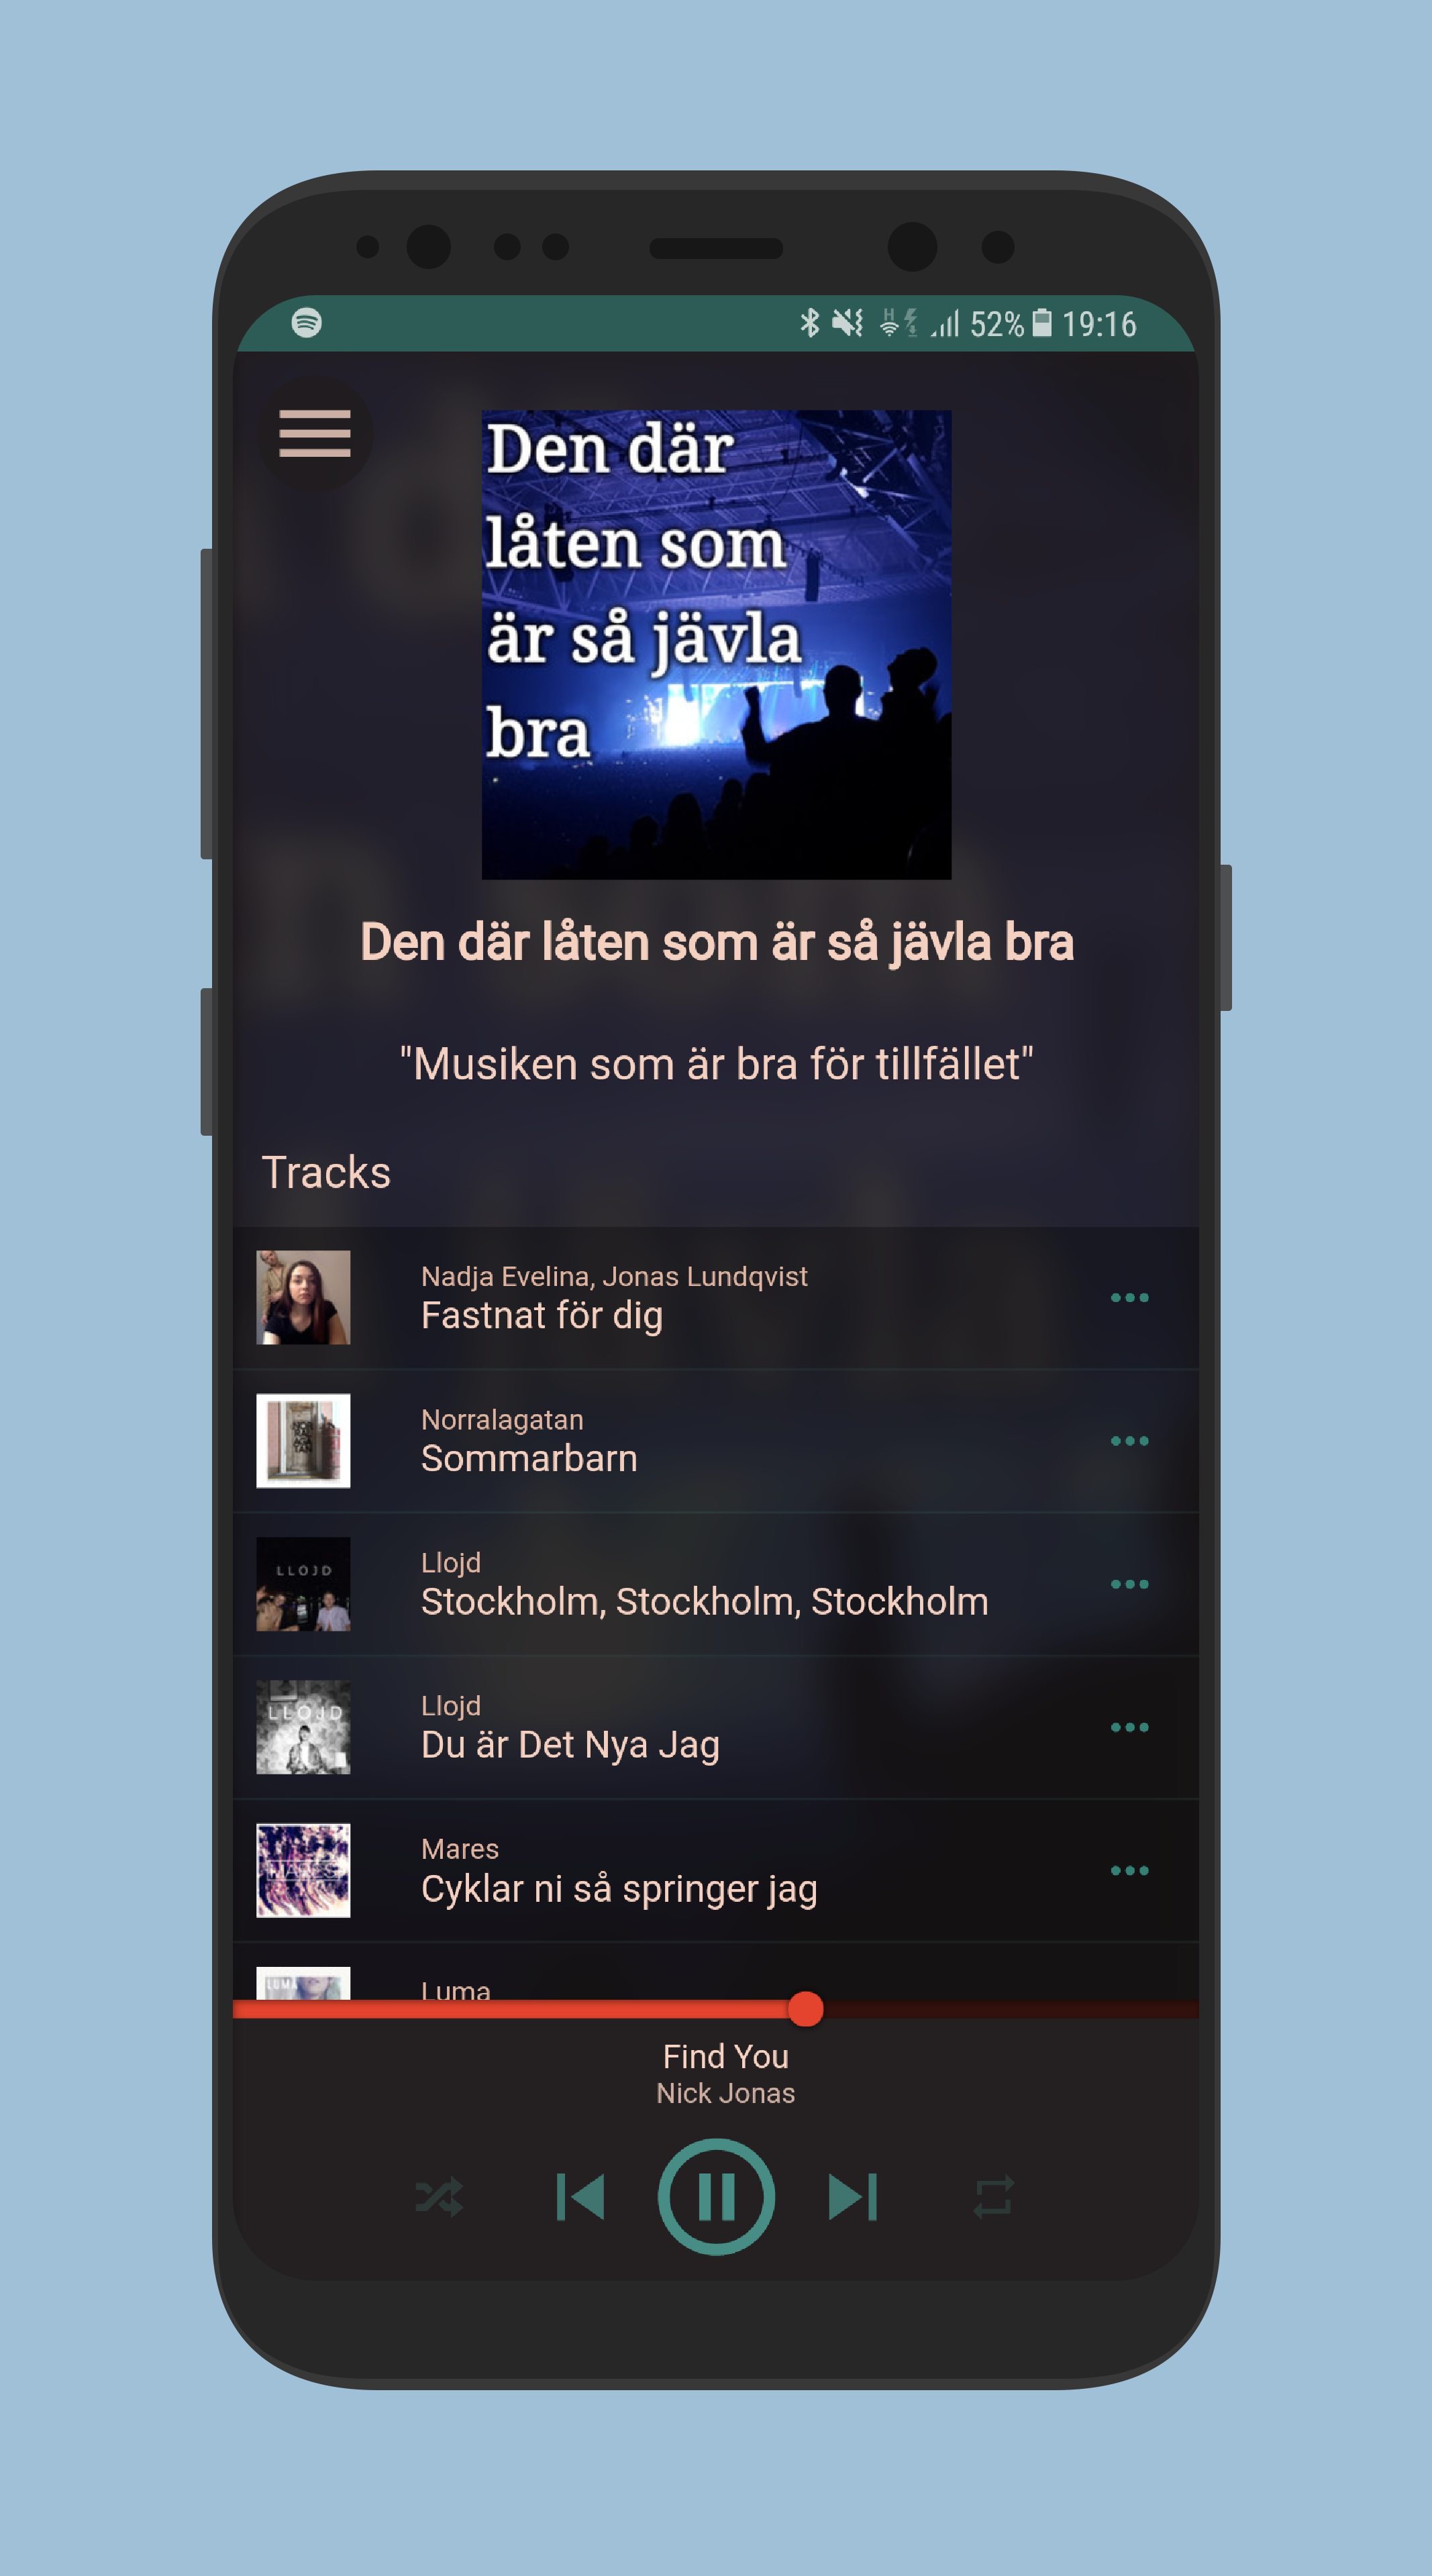 52% 19:16
Den där
låten som
är så jävla
bra
Den där låten som är så jävla bra
"Musiken som är bra för tillfället"
Tracks
Nadja Evelina, Jonas Lundqvist
Fastnat för dig
Norralagatan
Sommarbarn
LLOJD
Llojd
Stockholm, Stockholm, Stockholm
LLOJD
Llojd
Du är Det Nya Jag
MARES
Mares
Cyklar ni så springer jag
LUMA
Luma
Find You
Nick Jonas